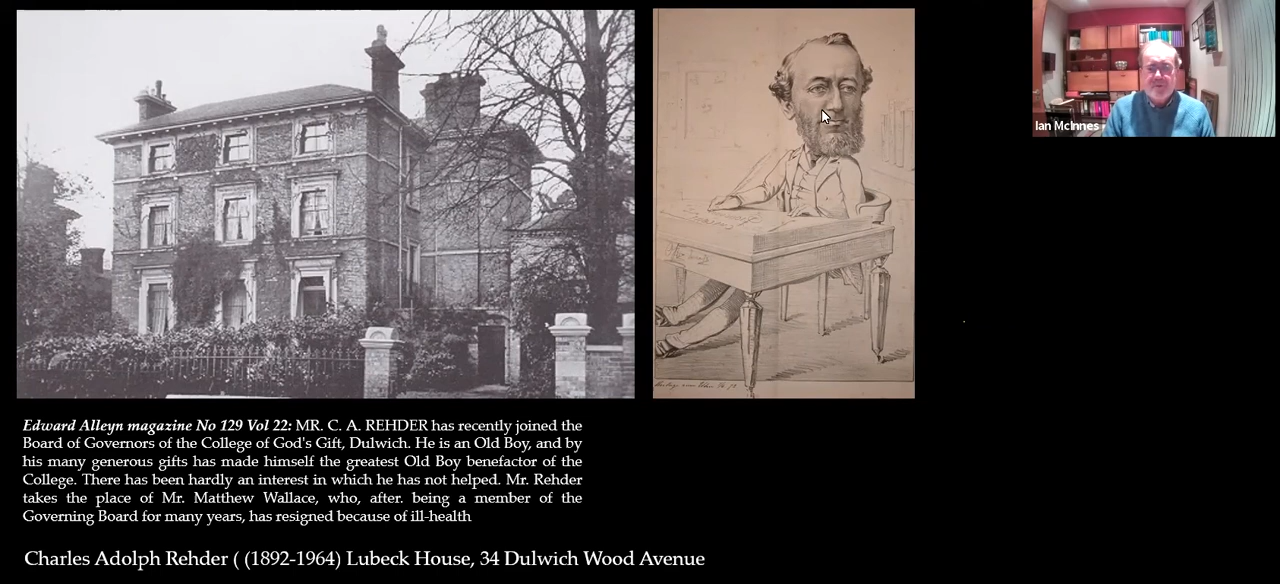 Ian McInnes
Edward Alleyn magazine No 129 Vol 22: MR. C. A. REHDER has recently joined the
Board of Governors of the College of God's Gift, Dulwich. He is an Old Boy, and by
his many generous gifts has made himself the greatest Old Boy benefactor of the
College. There has been hardly an interest in which he has not helped. Mr. Rehder
takes the place of Mr. Matthew Wallace, who, after. being a member of the
Governing Board for many years, has resigned because of ill-health
Charles Adolph Rehder ( (1892-1964) Lubeck House, 34 Dulwich Wood Avenue